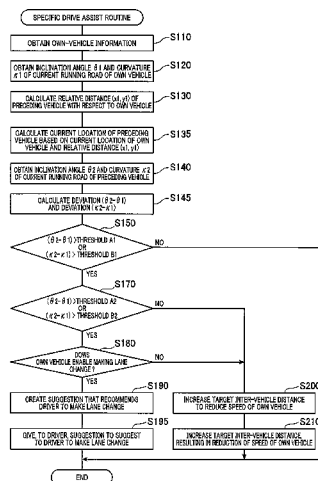 SPECIFIC DRIVE ASSIST ROUTINE
S110
OBTAIN OWN-VEHICLE INFORMATION
S120
OBTAIN INCLINATION ANGLE θ1 AND CURVATURE
κ1 OF CURRENT RUNNING ROAD OF OWN VEHICLE
S130
CALCULATE RELATIVE DISTANCE (x1, y1) OF
PRECEDING VEHICLE WITH RESPECT TO OWN VEHICLE
S135
CALCULATE CURRENT LOCATION OF PRECEDING
VEHICLE BASED ON CURRENT LOCATION OF OWN
VEHICLE AND RELATIVE DISTANCE (x1, y1)
S140
OBTAIN INCLINATION ANGLE θ2 AND CURVATURE κ2
OF CURRENT RUNNING ROAD OF PRECEDING VEHICLE
S145
CALCULATE DEVIATION (θ2-θ1)
AND DEVIATION (κ2-κ1)
S150
(θ2-θ1)>THRESHOLD A1
OR
(κ2-κ1)>THRESHOLD B1
NO
YES
S170
(θ2-θ1)>THRESHOLD A2
OR
(κ2-κ1)>THRESHOLD B2
NO
YES
S180
DOES
OWN VEHICLE ENABLE MAKING LANE
CHANGE?
NO
YES
S190
CREATE SUGGESTION THAT RECOMMENDS
DRIVER TO MAKE LANE CHANGE
S200
INCREASE TARGET INTER-VEHICLE DISTANCE
TO REDUCE SPEED OF OWN VEHICLE
S195
GIVE, TO DRIVER, SUGGESTION TO SUGGEST
TO DRIVER TO MAKE LANE CHANGE
S210
INCREASE TARGET INTER-VEHICLE DISTANCE,
RESULTING IN REDUCTION OF SPEED OF OWN VEHICLE
END